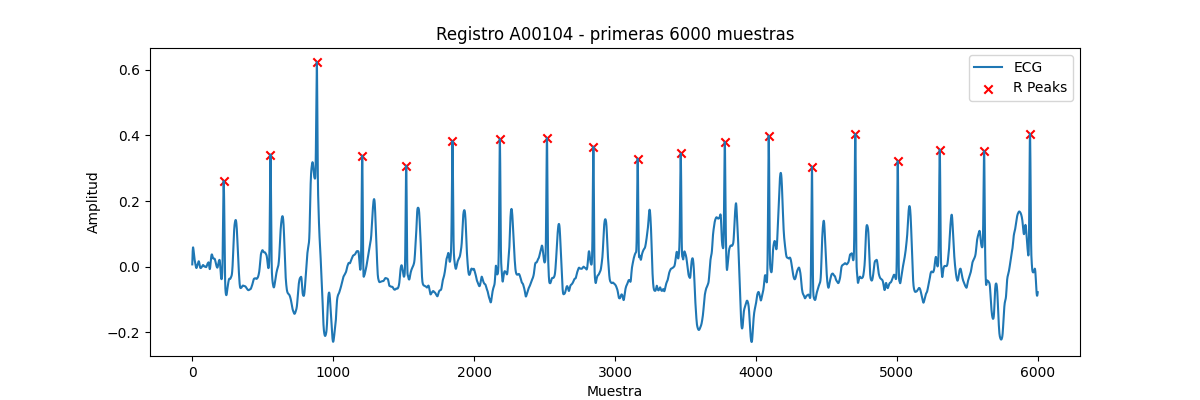 Registro A00104 - primeras 6000 muestras
ECG
R Peaks
Amplitud
0.6
0.4
0.2
0.0
−0.2
0 1000 2000 3000 4000 5000 6000
Muestra